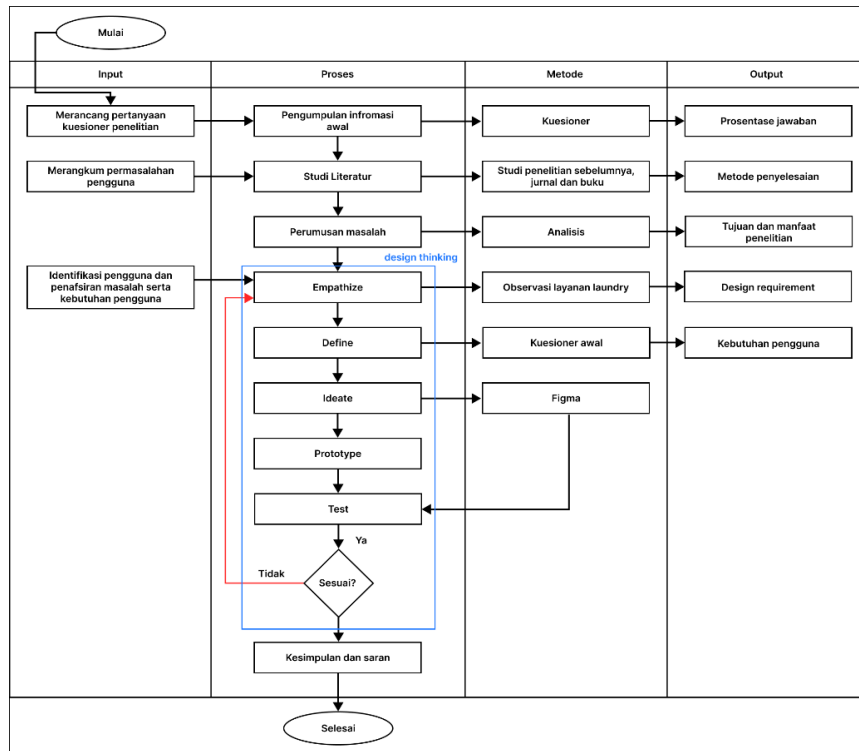 Mulai
Input
Proses
Metode
Output
Merancang pertanyaan
kuesioner penelitian
Pengumpulan infromasi
awal
Kuesioner
Prosentase jawaban
Merangkum permasalahan
pengguna
Studi Literatur
Studi penelitian sebelumnya,
jurnal dan buku
Metode penyelesaian
Perumusan masalah
Analisis
Tujuan dan manfaat
penelitian
design thinking
Identifikasi pengguna dan
penafsiran masalah serta
kebutuhan pengguna
Empathize
Observasi layanan laundry
Design requirement
Define
Kuesioner awal
Kebutuhan pengguna
Ideate
Figma
Prototype
Test
Ya
Tidak
Sesuai?
Kesimpulan dan saran
Selesai